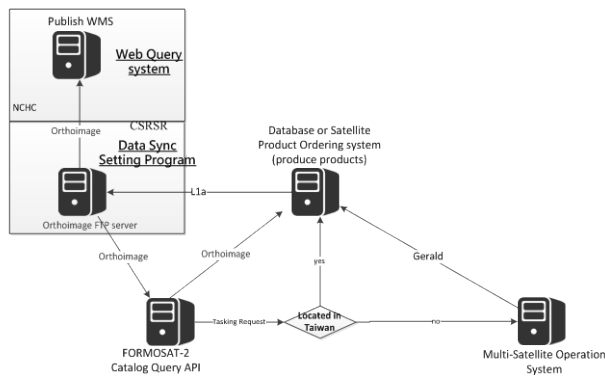 Publish WMS
Web Query
system
NCHC
Orthoimage
CSRSR
Data Sync
Setting Program
Orthoimage FTP server
Database or Satellite
Product Ordering system
(produce products)
L1a
Orthoimage
Orthoimage
yes
Gerald
Tasking Request
Located in
Taiwan
no
FORMOSAT-2
Catalog Query API
Multi-Satellite Operation
System